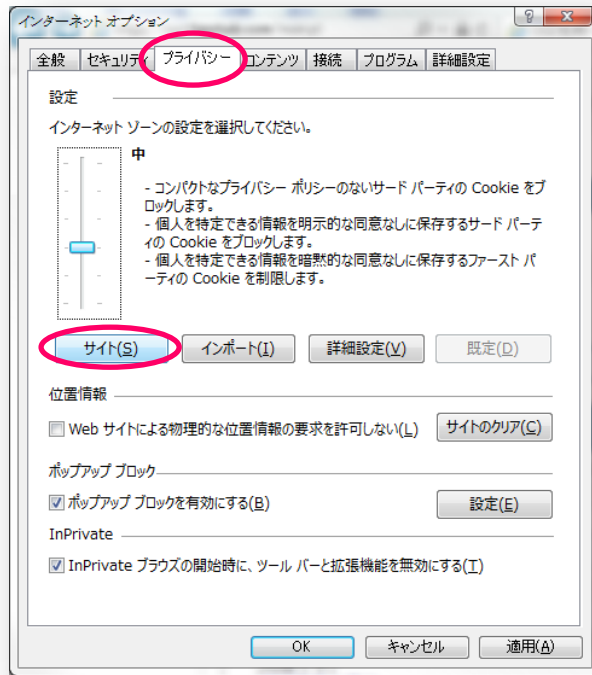 インターネット オプション
全般 セキュリティ プライバシー コンテンツ 接続 プログラム 詳細設定
設定
インターネット ゾーンの設定を選択してください。
中
- コンパクトなプライバシー ポリシーのないサード パーティの Cookie をブ
ロックします。
- 個人を特定できる情報を明示的な同意なしに保存するサード パーテ
ィの Cookie をブロックします。
- 個人を特定できる情報を暗黙的な同意なしに保存するファースト パ
ーティの Cookie を制限します。
サイト(S) インポート(I) 詳細設定(V) 既定(D)
位置情報
Web サイトによる物理的な位置情報の要求を許可しない(L) サイトのクリア(C)
ポップアップ ブロック
ポップアップ ブロックを有効にする(B) 設定(E)
InPrivate
InPrivate ブラウズの開始時に、ツール バーと拡張機能を無効にする(T)
OK キャンセル 適用(A)